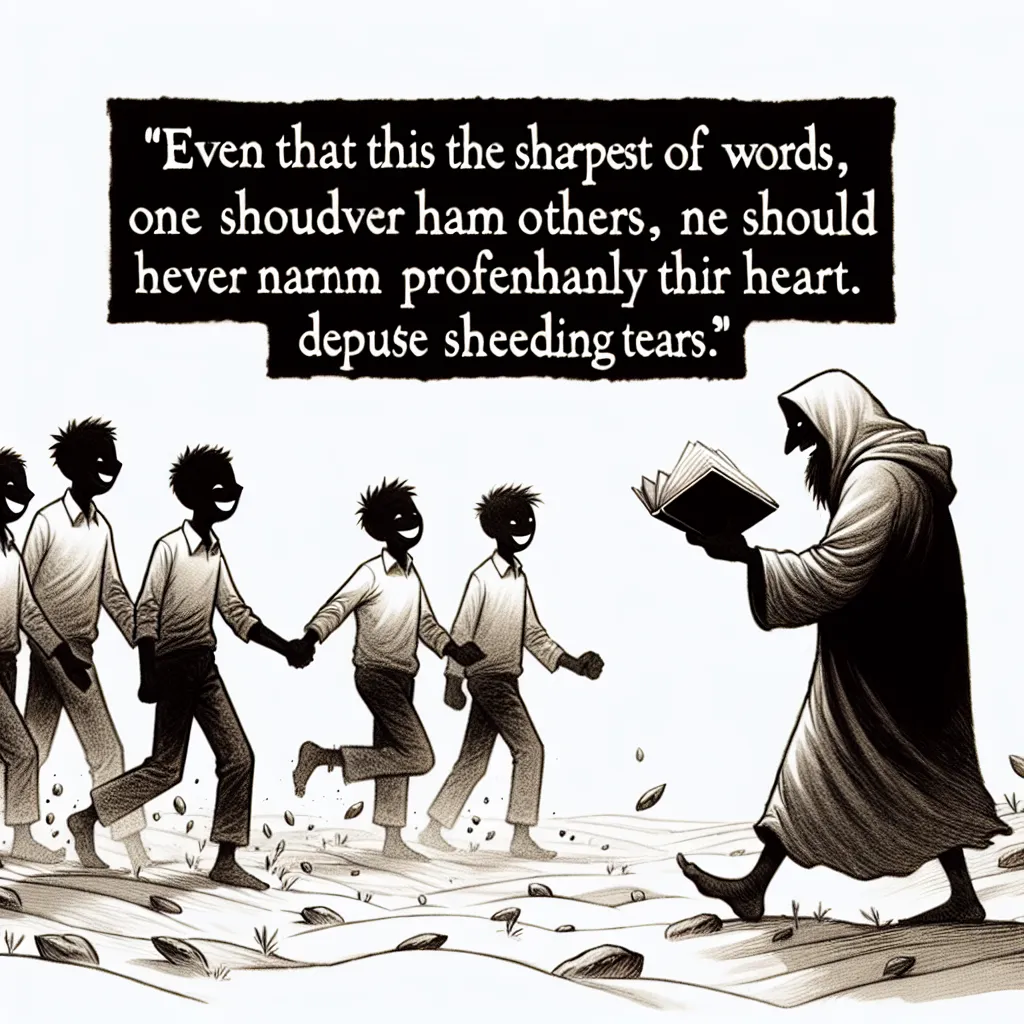 “Even that this the sharpest of words,
one shoudver ham others, ne should
hever narnm profenhanly thir heart.
depuse sheeding tears.”